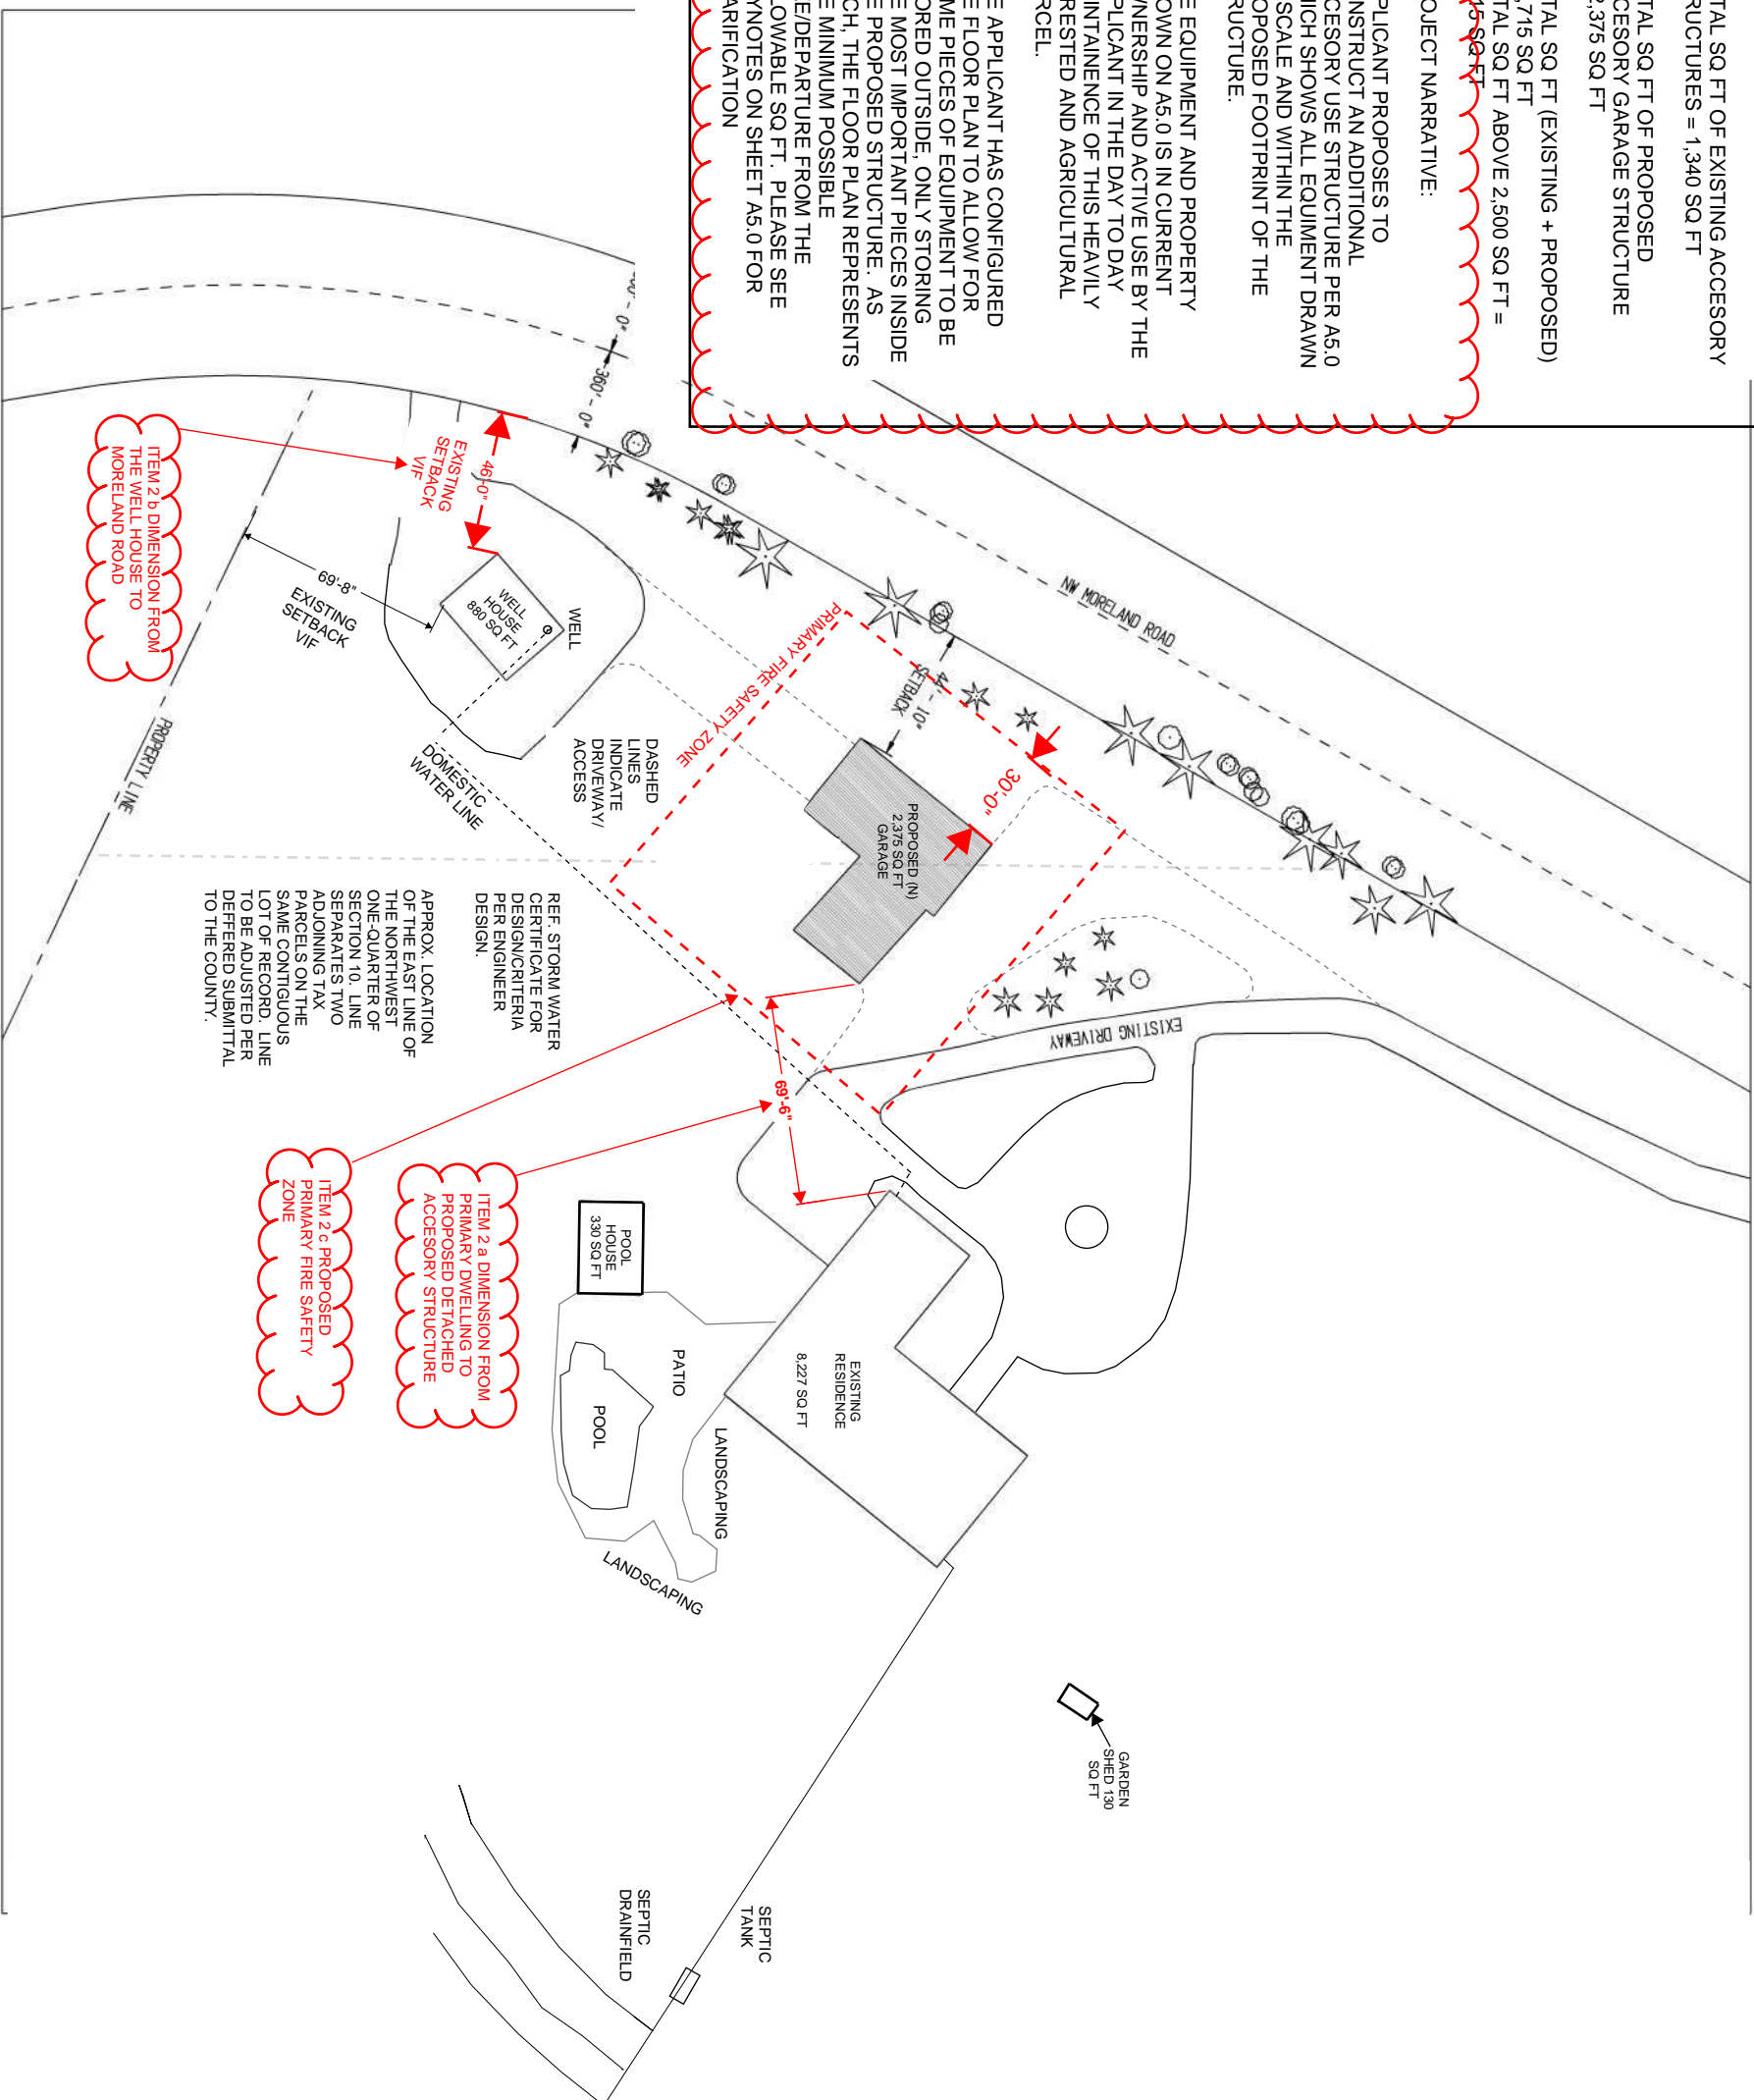 TAL SQ FT OF EXISTING ACCESSORY
RUCTURES = 1,340 SQ FT
TAL SQ FT OF PROPOSED
CESSORY GARAGE STRUCTURE
2,375 SQ FT
TAL SQ FT (EXISTING + PROPOSED)
,715 SQ FT
TAL SQ FT ABOVE 2,500 SQ FT =
15 SQ FT
OJECT NARRATIVE:
PLICANT PROPOSES TO
NSTRUCT AN ADDITIONAL
CESSORY USE STRUCTURE PER A5.0
HICH SHOWS ALL EQUIMENT DRAWN
SCALE AND WITHIN THE
OPOSED FOOTPRINT OF THE
RUCTURE.
E EQUIPMENT AND PROPERTY
OWN ON A5.0 IS IN CURRENT
WNERSHIP AND ACTIVE USE BY THE
PLICANT IN THE DAY TO DAY
INTAINENCE OF THIS HEAVILY
RESTED AND AGRICULTURAL
RCEL.
E APPLICANT HAS CONFIGURED
E FLOOR PLAN TO ALLOW FOR
ME PIECES OF EQUIPMENT TO BE
ORED OUTSIDE, ONLY STORING
E MOST IMPORTANT PIECES INSIDE
E PROPOSED STRUCTURE. AS
CH, THE FLOOR PLAN REPRESENTS
E MINIMUM POSSIBLE
E/DEPARTURE FROM THE
LOWABLE SQ FT. PLEASE SEE
YNOTES ON SHEET A5.0 FOR
ARIFICATION
NW MORELAND ROAD
0' - 0"
360' - 0"
46'-0"
EXISTING
SETBACK
VIF
ITEM 2 b DIMENSION FROM
THE WELL HOUSE TO
MORELAND ROAD
WELL
WELL
HOUSE
880 SQ FT
69'-8"
EXISTING
SETBACK
VIF
PROPERTY LINE
DOMESTIC
WATER LINE
DASHED
LINES
INDICATE
DRIVEWAY/
ACCESS
PRIMARY FIRE SAFETY ZONE
44' - 10"
SETBACK
30'-0"
PROPOSED (N)
2,375 SQ FT
GARAGE
EXISTING DRIVEWAY
REF. STORM WATER
CERTIFICATE FOR
DESIGN/CRITERIA
PER ENGINEER
DESIGN.
APPROX. LOCATION
OF THE EAST LINE OF
THE NORTHWEST
ONE-QUARTER OF
SECTION 10. LINE
SEPARATES TWO
ADJOINING TAX
PARCELS ON THE
SAME CONTIGUOUS
LOT OF RECORD. LINE
TO BE ADJUSTED PER
DEFFERED SUBMITTAL
TO THE COUNTY.
69'-6"
ITEM 2 a DIMENSION FROM
PRIMARY DWELLING TO
PROPOSED DETACHED
ACCESORY STRUCTURE
ITEM 2 c PROPOSED
PRIMARY FIRE SAFETY
ZONE
POOL
HOUSE
330 SQ FT
EXISTING
RESIDENCE
8,227 SQ FT
PATIO
POOL
LANDSCAPING
LANDSCAPING
GARDEN
SHED 130
SQ FT
SEPTIC
TANK
SEPTIC
DRAINFIELD